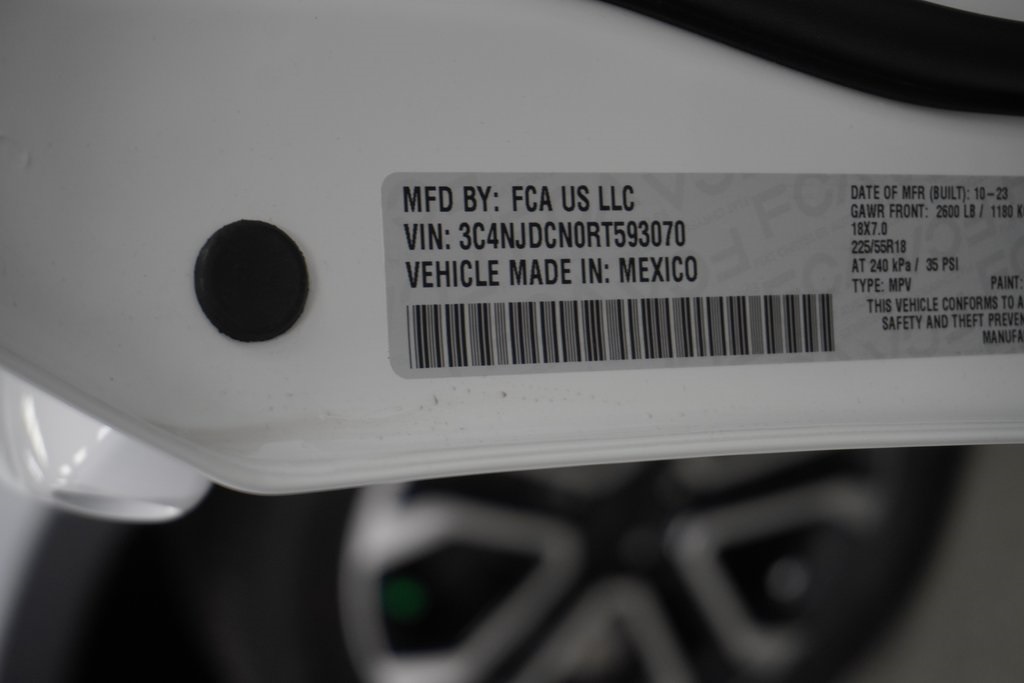 MFD BY: FCA US LLC
VIN: 3C4NJDCN0RT593070
VEHICLE MADE IN: MEXICO
DATE OF MFR (BUILT): 10-23
GAWR FRONT: 2600 LB / 1180 K
18X7.0
225/55R18
AT 240 kPa / 35 PSI
TYPE: MPV PAINT:
THIS VEHICLE CONFORMS TO A
SAFETY AND THEFT PREVEN
MANUFA